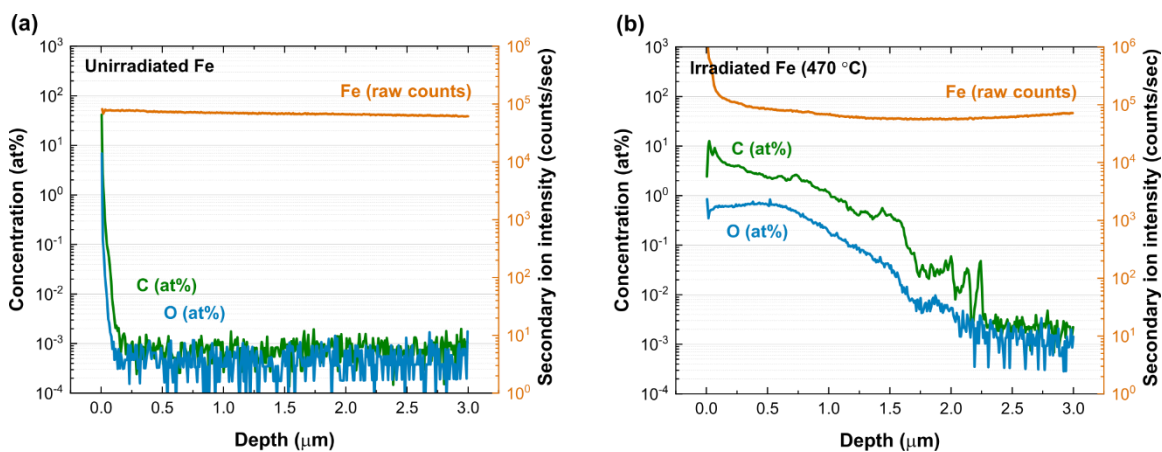 (a)
Unirradiated Fe
Fe (raw counts)
C (at%)
O (at%)
Concentration (at%)
10³
10²
10¹
10⁰
10⁻¹
10⁻²
10⁻³
10⁻⁴
Secondary ion intensity (counts/sec)
10⁶
10⁵
10⁴
10³
10²
10¹
10⁰
0.0 0.5 1.0 1.5 2.0 2.5 3.0
Depth (μm)
(b)
Irradiated Fe (470 °C)
Fe (raw counts)
C (at%)
O (at%)
Concentration (at%)
10³
10²
10¹
10⁰
10⁻¹
10⁻²
10⁻³
10⁻⁴
Secondary ion intensity (counts/sec)
10⁶
10⁵
10⁴
10³
10²
10¹
10⁰
0.0 0.5 1.0 1.5 2.0 2.5 3.0
Depth (μm)